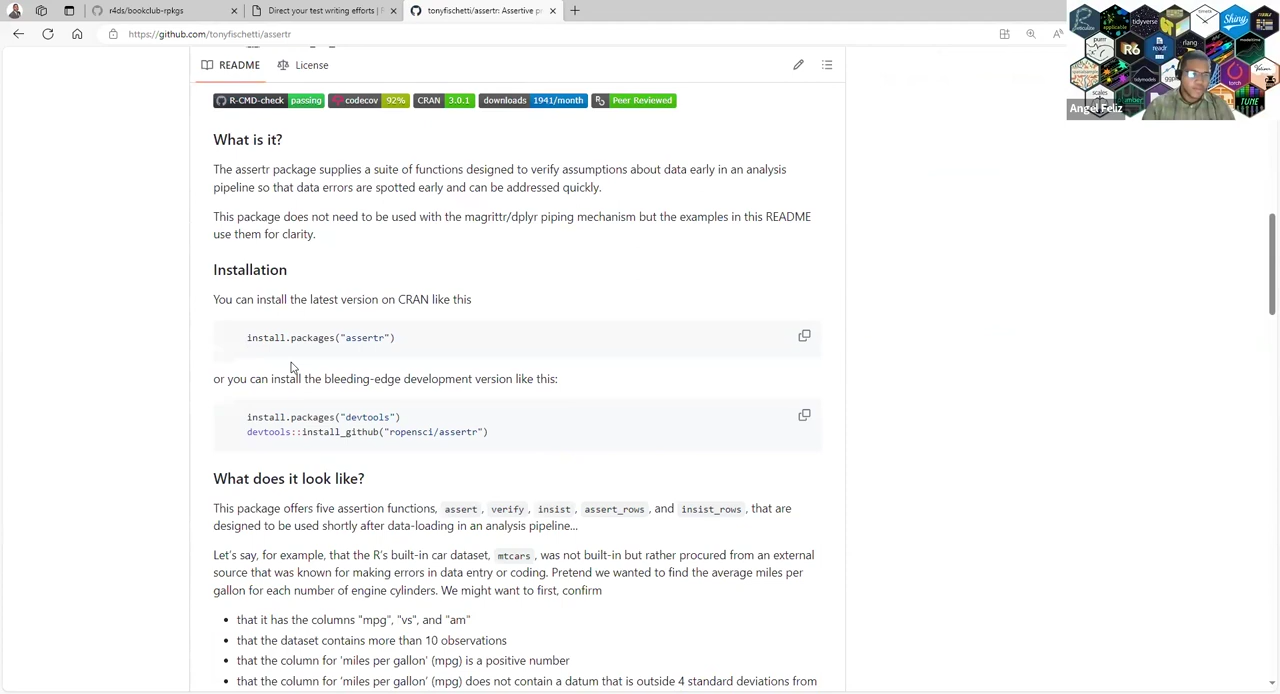 r4ds/bookclub-rpkgs
Direct your test writing efforts | F
tonyfischetti/assertr: Assertive p
https://github.com/tonyfischetti/assertr
README
License
R-CMD-check passing
codecov 92%
CRAN 3.0.1
downloads 1941/month
Peer Reviewed
What is it?
The assertr package supplies a suite of functions designed to verify assumptions about data early in an analysis
pipeline so that data errors are spotted early and can be addressed quickly.
This package does not need to be used with the magrittr/dplyr piping mechanism but the examples in this README
use them for clarity.
Installation
You can install the latest version on CRAN like this
install.packages("assertr")
or you can install the bleeding-edge development version like this:
install.packages("devtools")
devtools::install_github("ropensci/assertr")
What does it look like?
This package offers five assertion functions, assert, verify, insist, assert_rows, and insist_rows, that are
designed to be used shortly after data-loading in an analysis pipeline...
Let's say, for example, that the R's built-in car dataset, mtcars, was not built-in but rather procured from an external
source that was known for making errors in data entry or coding. Pretend we wanted to find the average miles per
gallon for each number of engine cylinders. We might want to first, confirm
• that it has the columns "mpg", "vs", and "am"
• that the dataset contains more than 10 observations
• that the column for 'miles per gallon' (mpg) is a positive number
• that the column for 'miles per gallon' (mpg) does not contain a datum that is outside 4 standard deviations from
tidyverse
Shiny
purrr
R6
readr
rlang
tidymodels
torch
TUNE
Angel Feliz